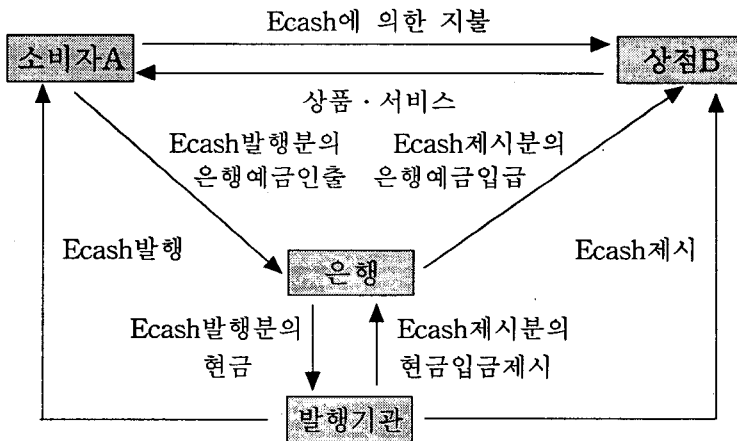 Ecash에 의한 지불
소비자A
상점B
상품·서비스
Ecash발행분의
은행예금인출
Ecash제시분의
은행예금입급
Ecash발행
Ecash제시
은행
Ecash발행분의
현금
Ecash제시분의
현금입금제시
발행기관